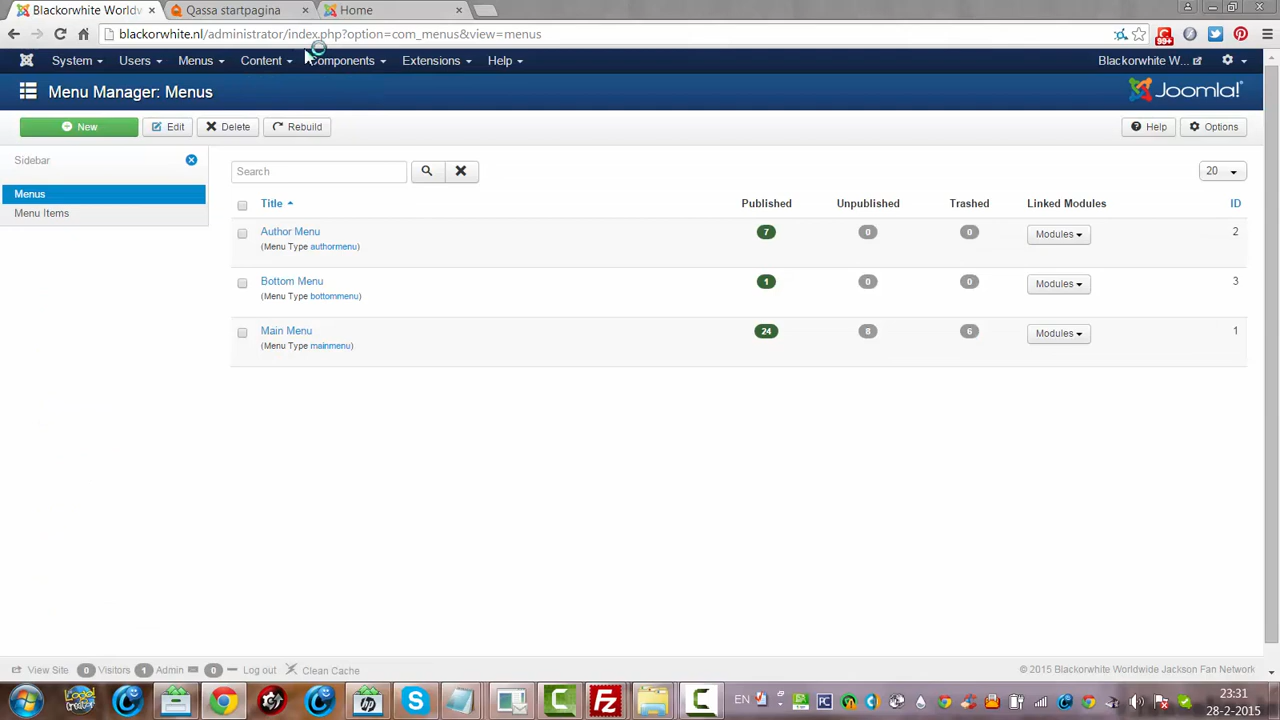 Blackorwhite Worldw
Qassa startpagina
Home
blackorwhite.nl/administrator/index.php?option=com_menus&view=menus
99+
System Users Menus Content Components Extensions Help
Blackorwhite W...
Menu Manager: Menus
Joomla!
New Edit Delete Rebuild Help Options
Sidebar
Search
20
Menus
Menu Items
Title Published Unpublished Trashed Linked Modules ID
Author Menu 7 0 0 Modules 2
(Menu Type authormenu)
Bottom Menu 1 0 0 Modules 3
(Menu Type bottommenu)
Main Menu 24 8 6 Modules 1
(Menu Type mainmenu)
View Site 0 Visitors 1 Admin 0 Log out Clean Cache
© 2015 Blackorwhite Worldwide Jackson Fan Network
EN
23:31
28-2-2015